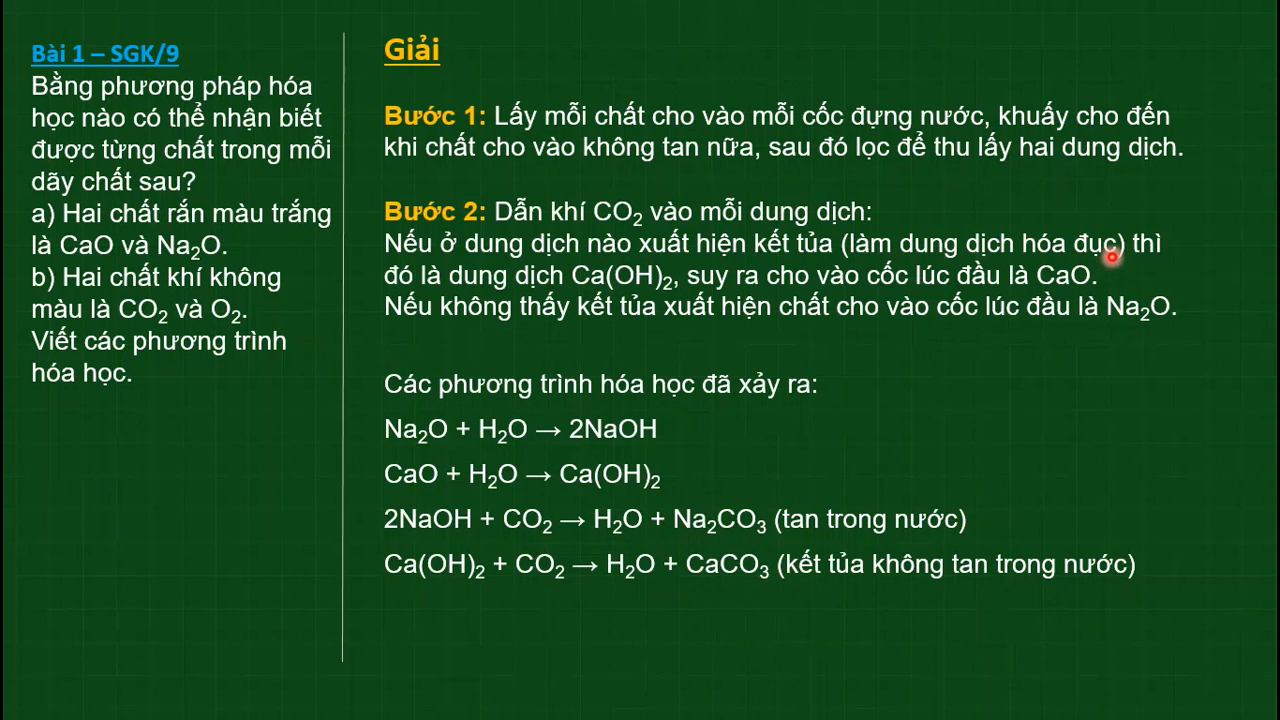 Bài 1 – SGK/9
Bằng phương pháp hóa
học nào có thể nhận biết
được từng chất trong mỗi
dãy chất sau?
a) Hai chất rắn màu trắng
là CaO và Na₂O.
b) Hai chất khí không
màu là CO₂ và O₂.
Viết các phương trình
hóa học.
Giải
Bước 1: Lấy mỗi chất cho vào mỗi cốc đựng nước, khuấy cho đến
khi chất cho vào không tan nữa, sau đó lọc để thu lấy hai dung dịch.
Bước 2: Dẫn khí CO₂ vào mỗi dung dịch:
Nếu ở dung dịch nào xuất hiện kết tủa (làm dung dịch hóa đục) thì
đó là dung dịch Ca(OH)₂, suy ra cho vào cốc lúc đầu là CaO.
Nếu không thấy kết tủa xuất hiện chất cho vào cốc lúc đầu là Na₂O.
Các phương trình hóa học đã xảy ra:
Na₂O + H₂O → 2NaOH
CaO + H₂O → Ca(OH)₂
2NaOH + CO₂ → H₂O + Na₂CO₃ (tan trong nước)
Ca(OH)₂ + CO₂ → H₂O + CaCO₃ (kết tủa không tan trong nước)